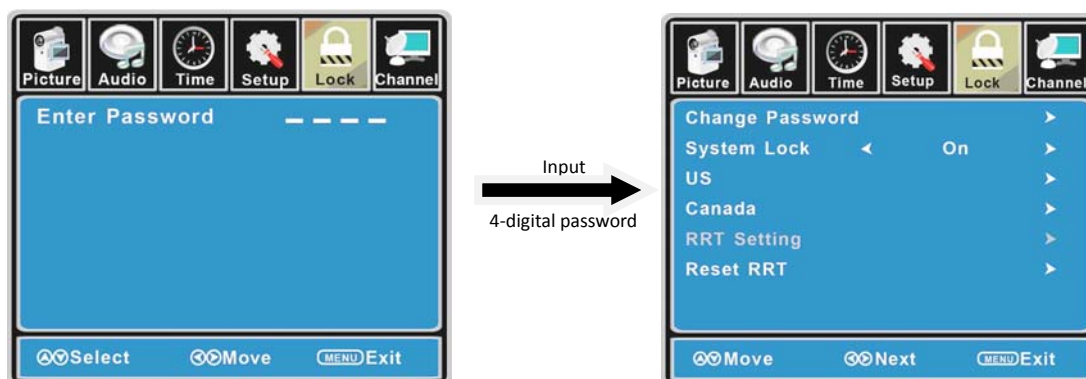 Picture Audio Time Setup Lock Channel
Enter Password _ _ _ _
Select Move MENU Exit
Input
4-digital password
Picture Audio Time Setup Lock Channel
Change Password
System Lock On
US
Canada
RRT Setting
Reset RRT
Move Next MENU Exit